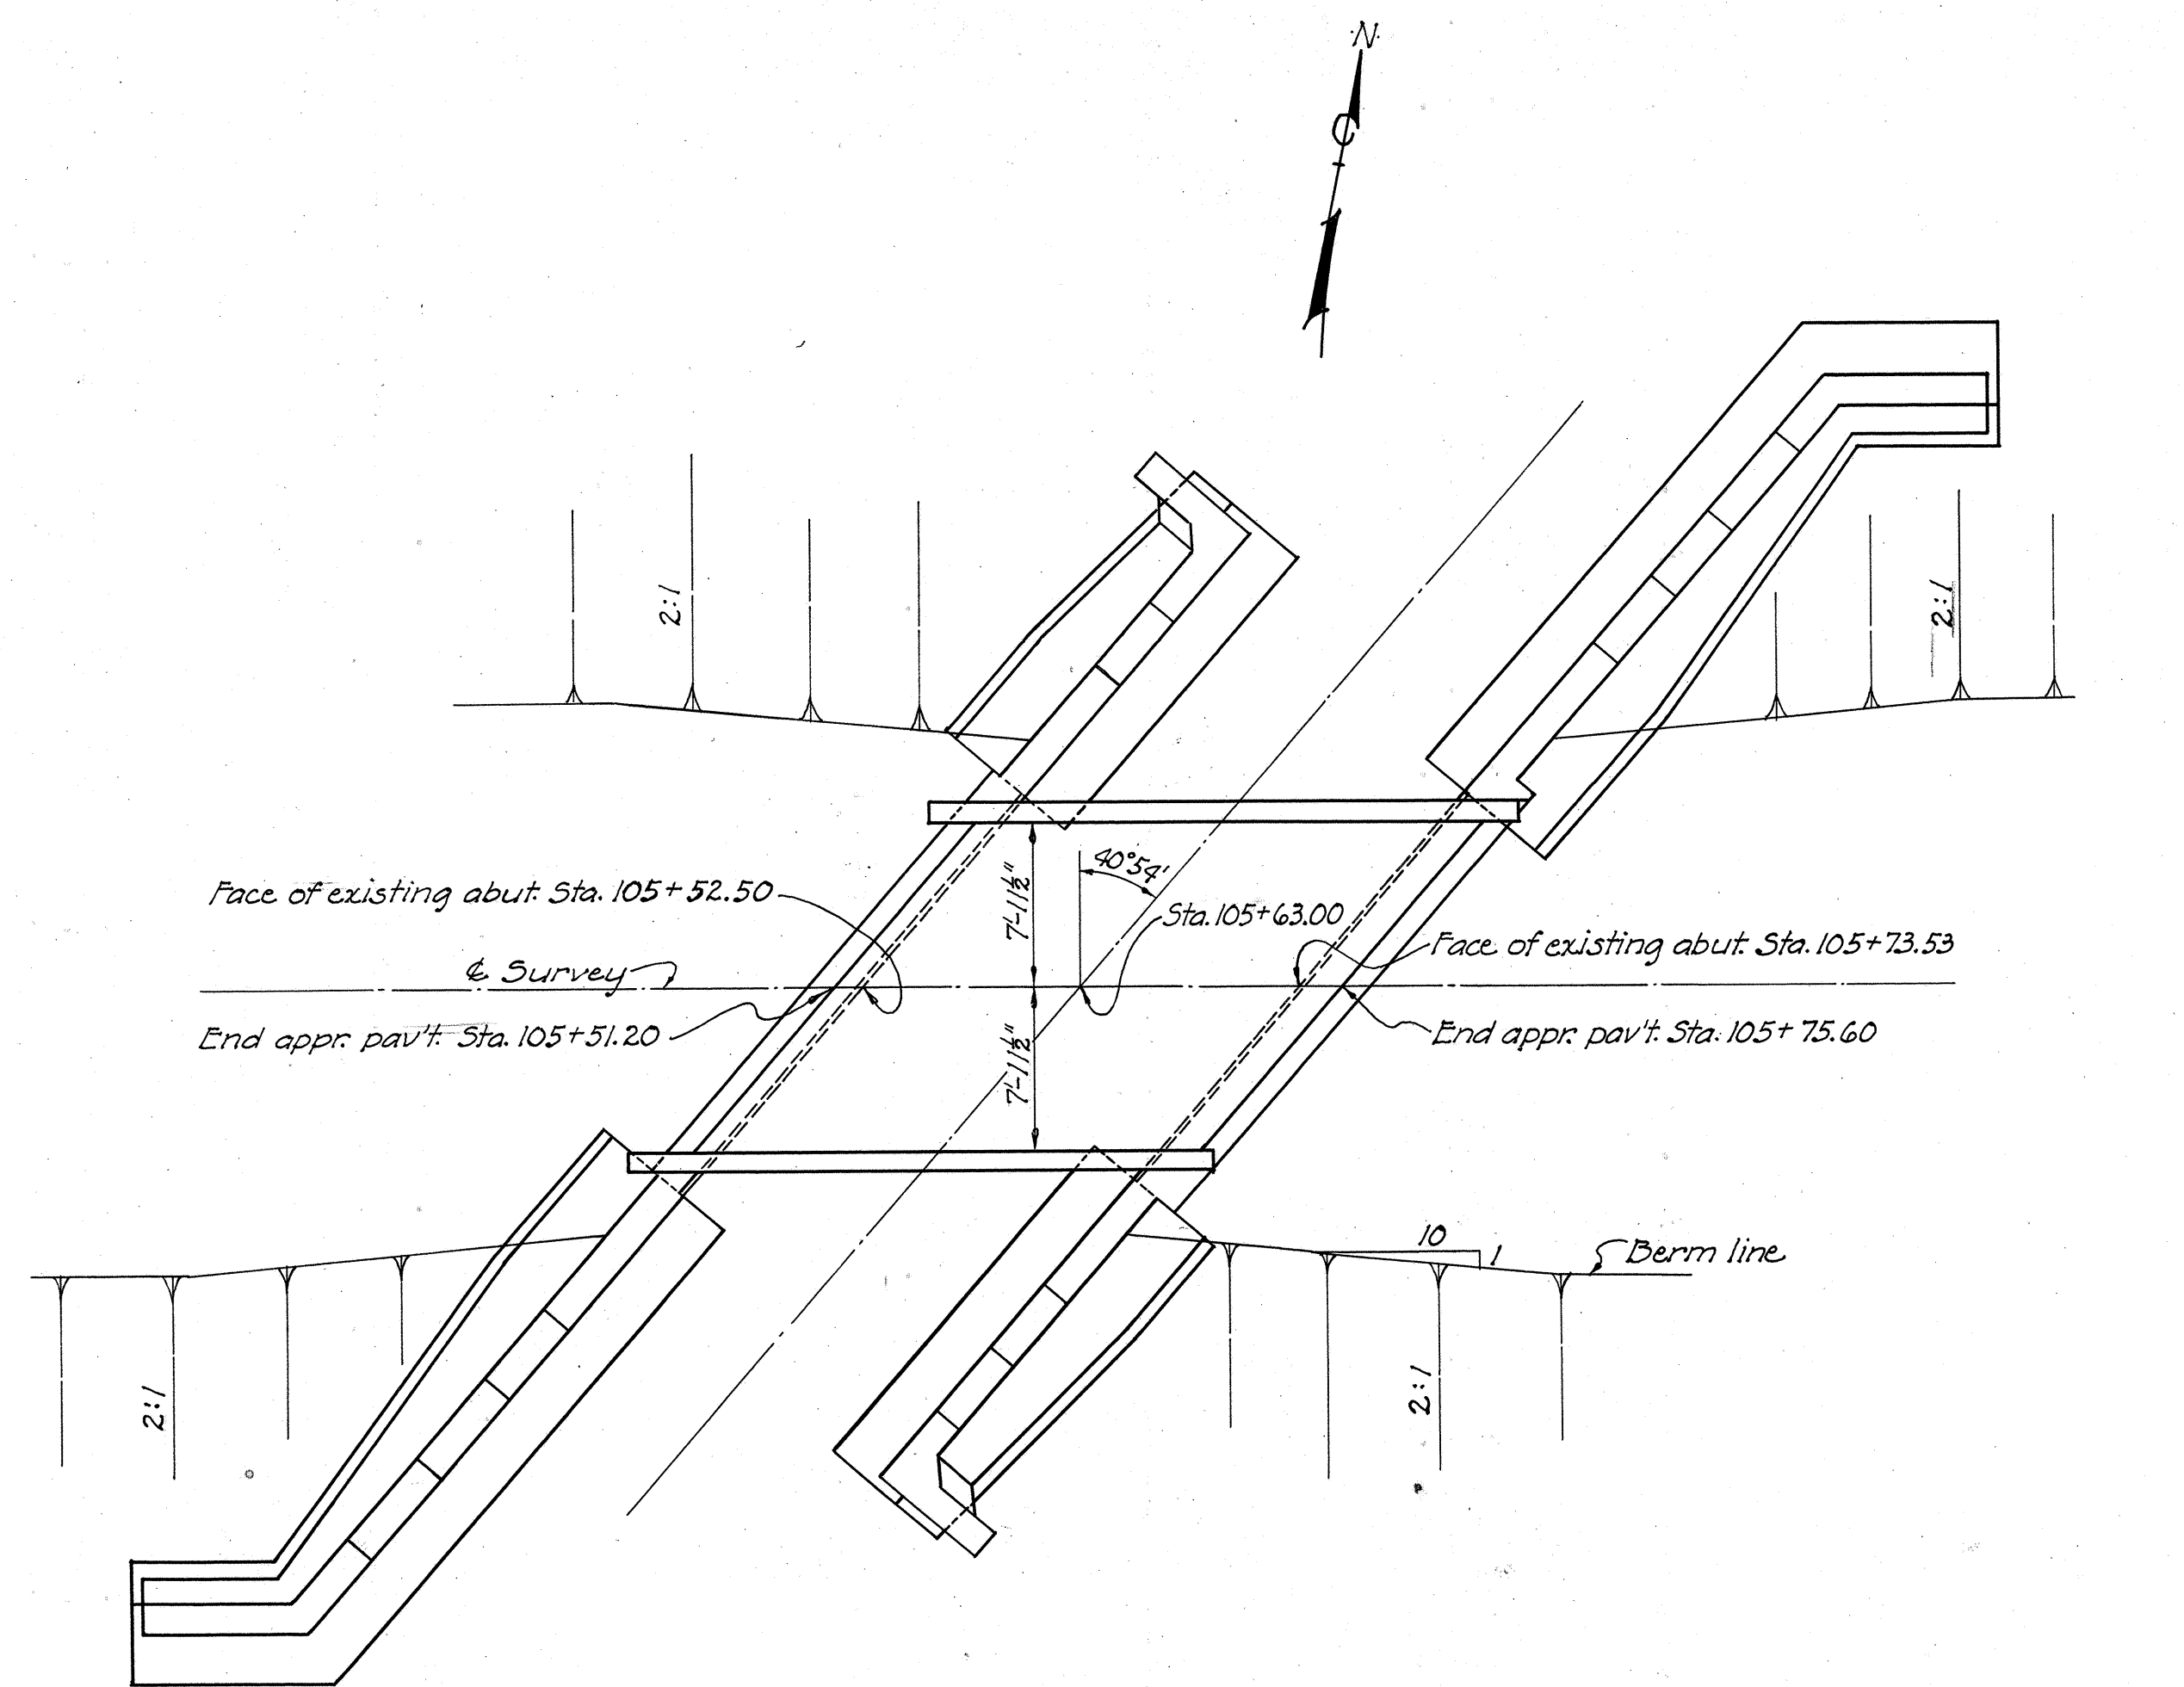 N
2:1
2:1
40°54'
7'-11½"
Face of existing abut. Sta. 105+52.50
Sta. 105+63.00
Face of existing abut. Sta. 105+73.53
℄ Survey
End appr. pav't. Sta. 105+51.20
7'-11½"
End appr. pav't. Sta. 105+75.60
10
1
Berm line
2:1
2:1